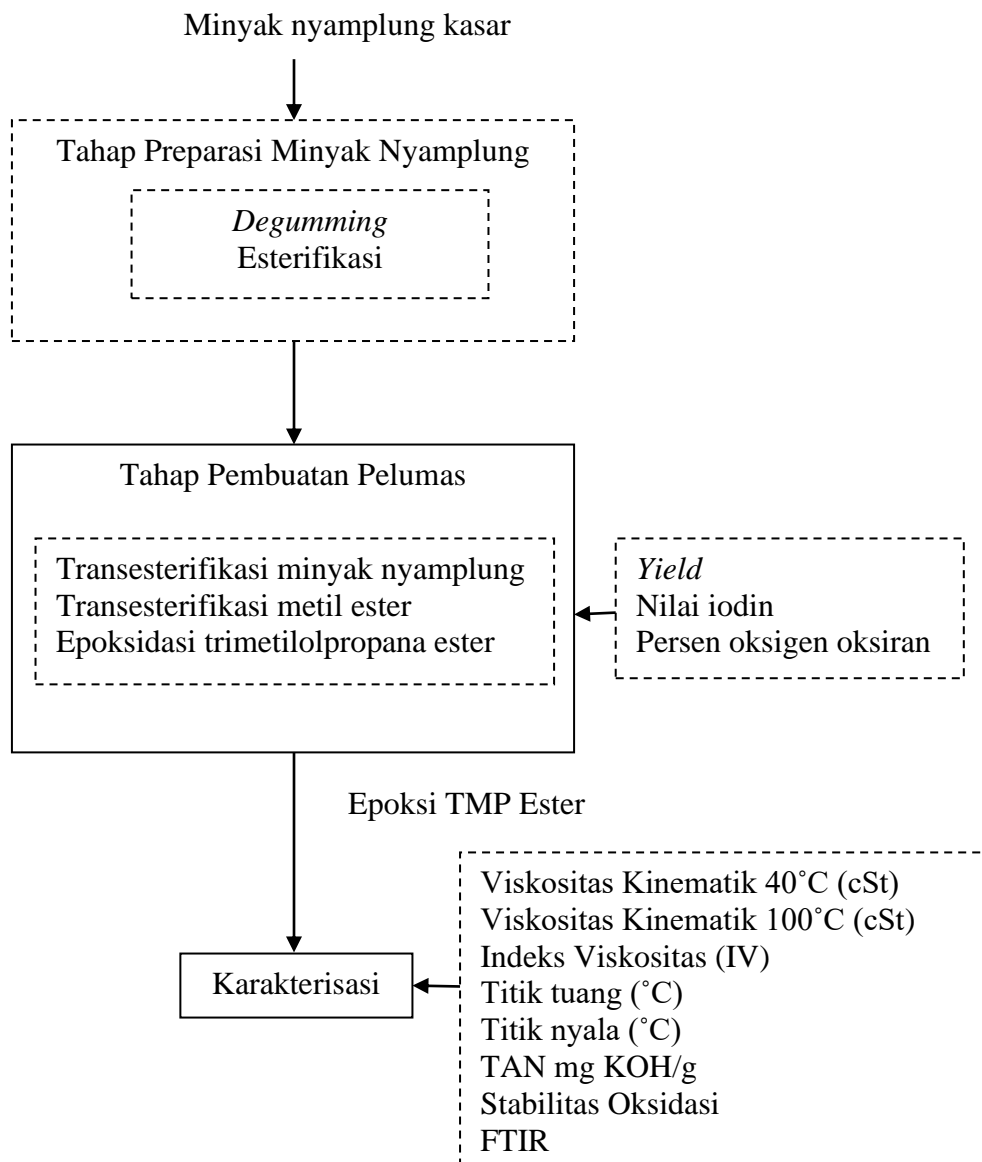 Minyak nyamplung kasar
Tahap Preparasi Minyak Nyamplung
Degumming
Esterifikasi
Tahap Pembuatan Pelumas
Transesterifikasi minyak nyamplung
Transesterifikasi metil ester
Epoksidasi trimetilolpropana ester
Yield
Nilai iodin
Persen oksigen oksiran
Epoksi TMP Ester
Karakterisasi
Viskositas Kinematik 40˚C (cSt)
Viskositas Kinematik 100˚C (cSt)
Indeks Viskositas (IV)
Titik tuang (˚C)
Titik nyala (˚C)
TAN mg KOH/g
Stabilitas Oksidasi
FTIR